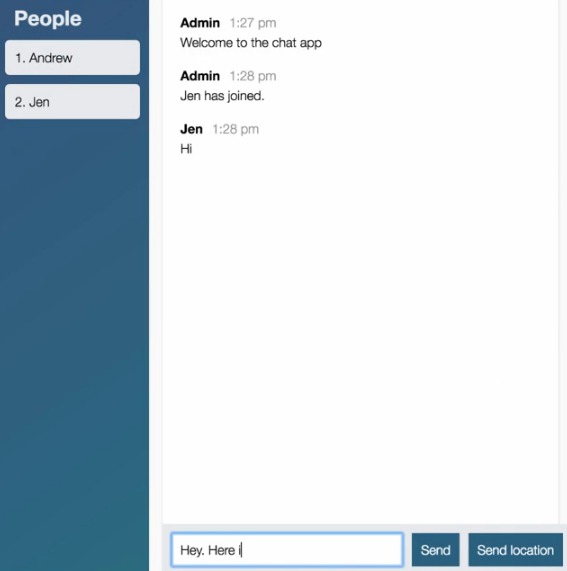 People
1. Andrew
2. Jen
Admin 1:27 pm
Welcome to the chat app
Admin 1:28 pm
Jen has joined.
Jen 1:28 pm
Hi
Hey. Here i
Send
Send location